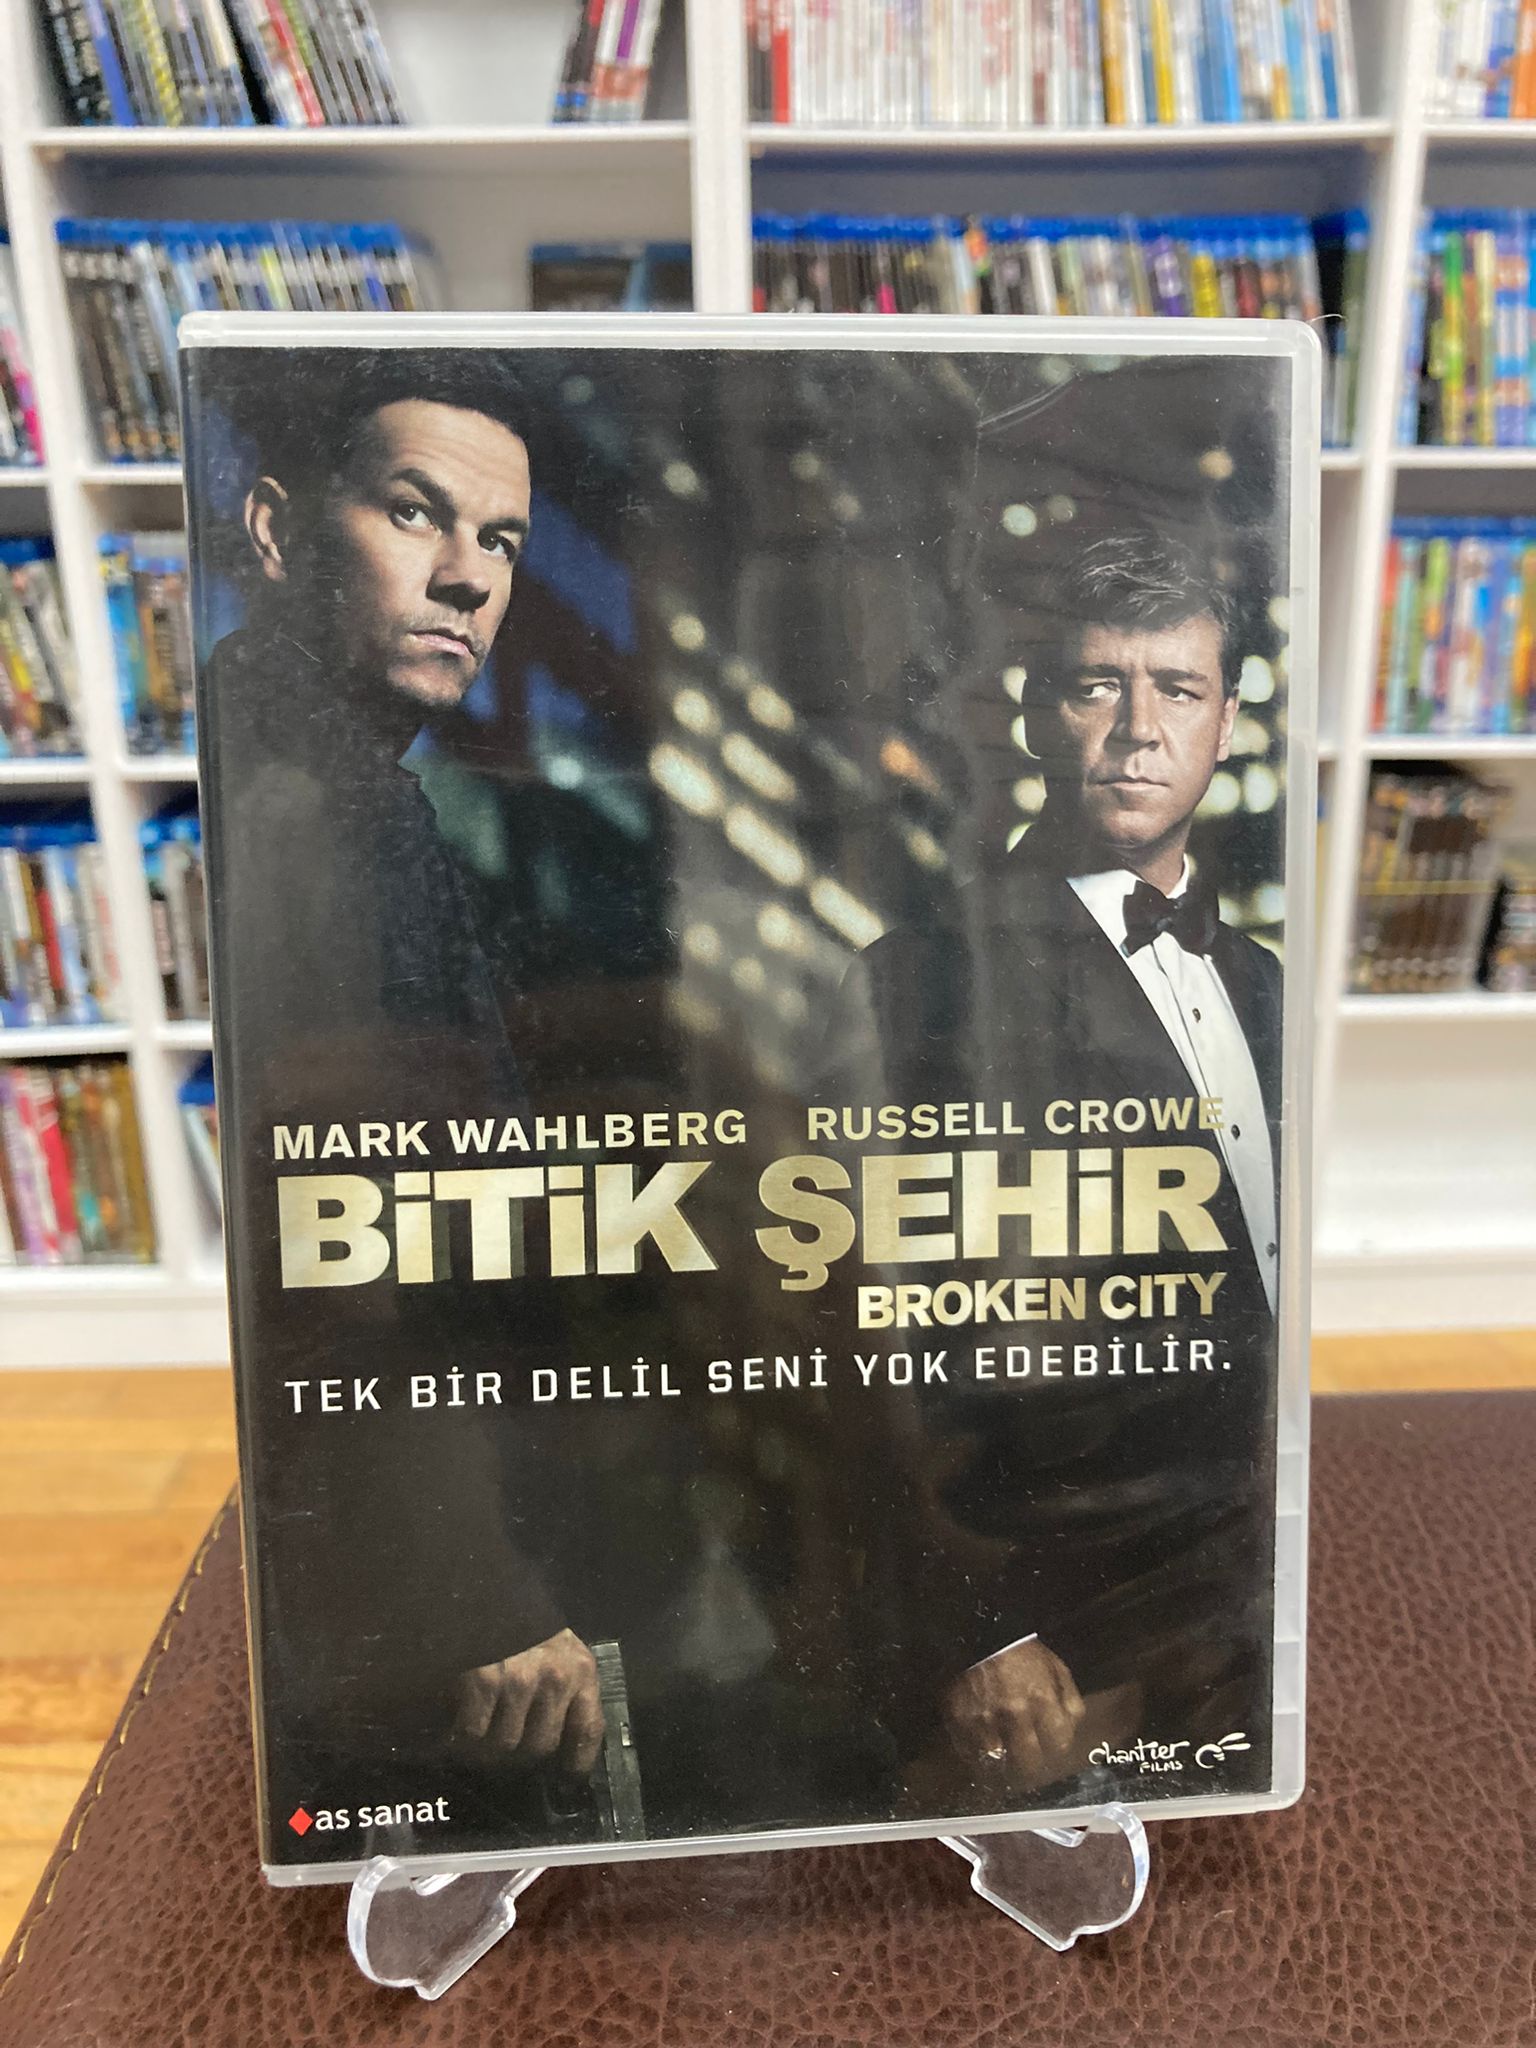 MARK WAHLBERG RUSSELL CROWE
BiTiK ŞEHiR
BROKEN CITY
TEK BİR DELİL SENİ YOK EDEBİLİR.
chantier
FILMS
as sanat